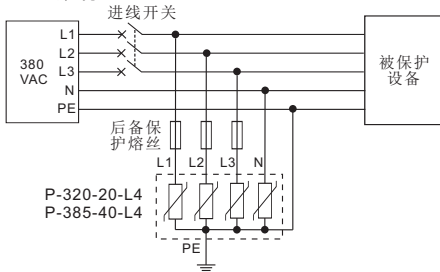 进线开关
L1
L2
L3
N
PE
380
VAC
被保护
设备
后备保
护熔丝
L1 L2 L3 N
P-320-20-L4
P-385-40-L4
PE